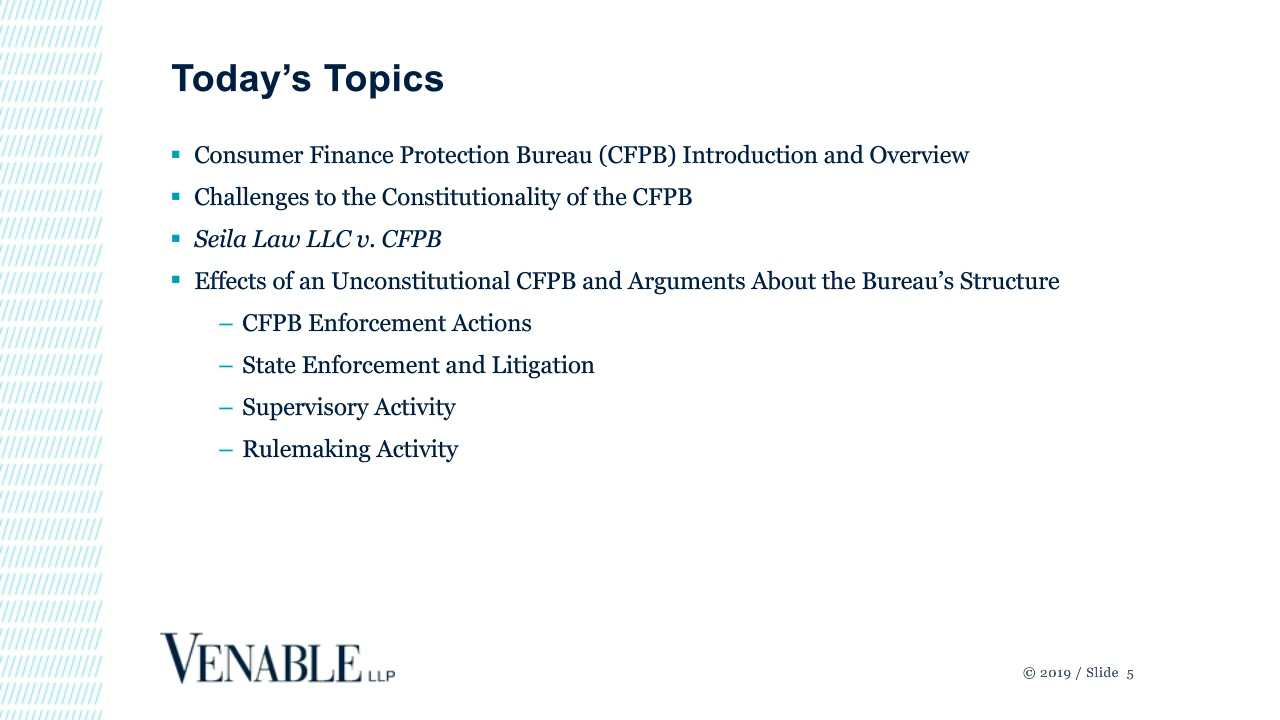 Today’s Topics
▪ Consumer Finance Protection Bureau (CFPB) Introduction and Overview
▪ Challenges to the Constitutionality of the CFPB
▪ Seila Law LLC v. CFPB
▪ Effects of an Unconstitutional CFPB and Arguments About the Bureau’s Structure
– CFPB Enforcement Actions
– State Enforcement and Litigation
– Supervisory Activity
– Rulemaking Activity
VENABLE LLP
© 2019 / Slide 5